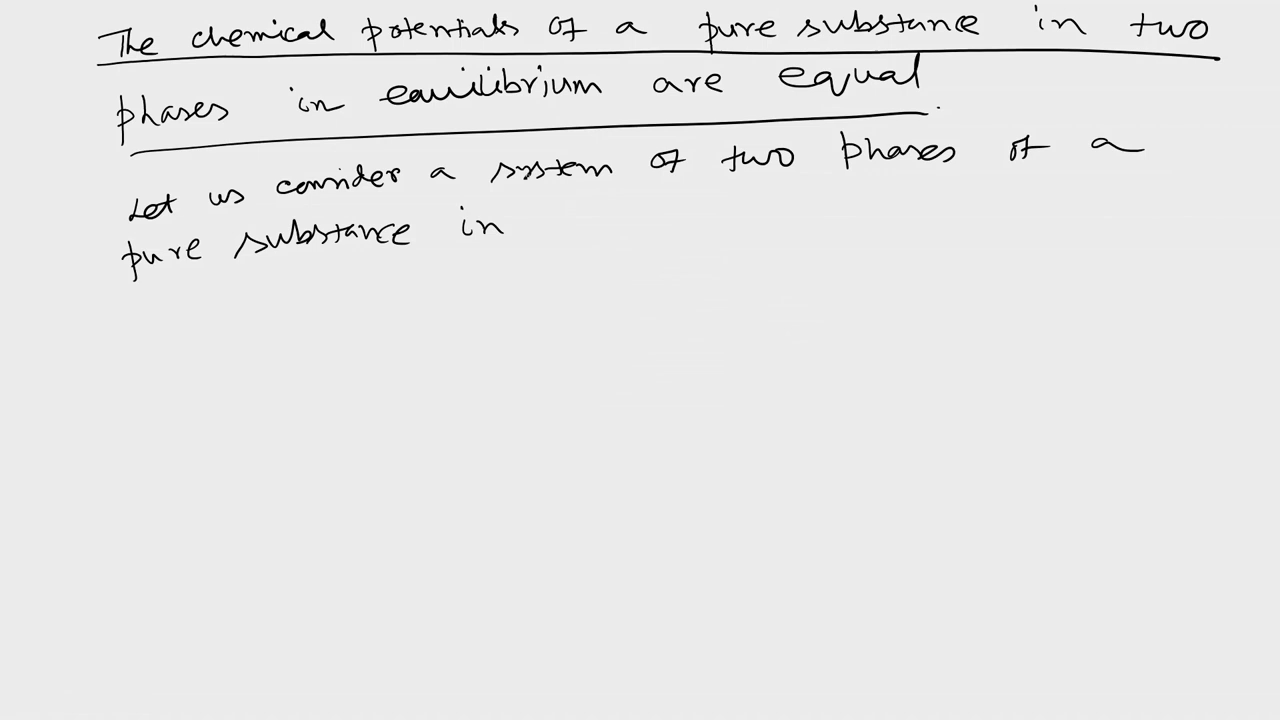 The chemical potentials of a pure substance in two
phases in equilibrium are equal.
Let us consider a system of two phases of a
pure substance in